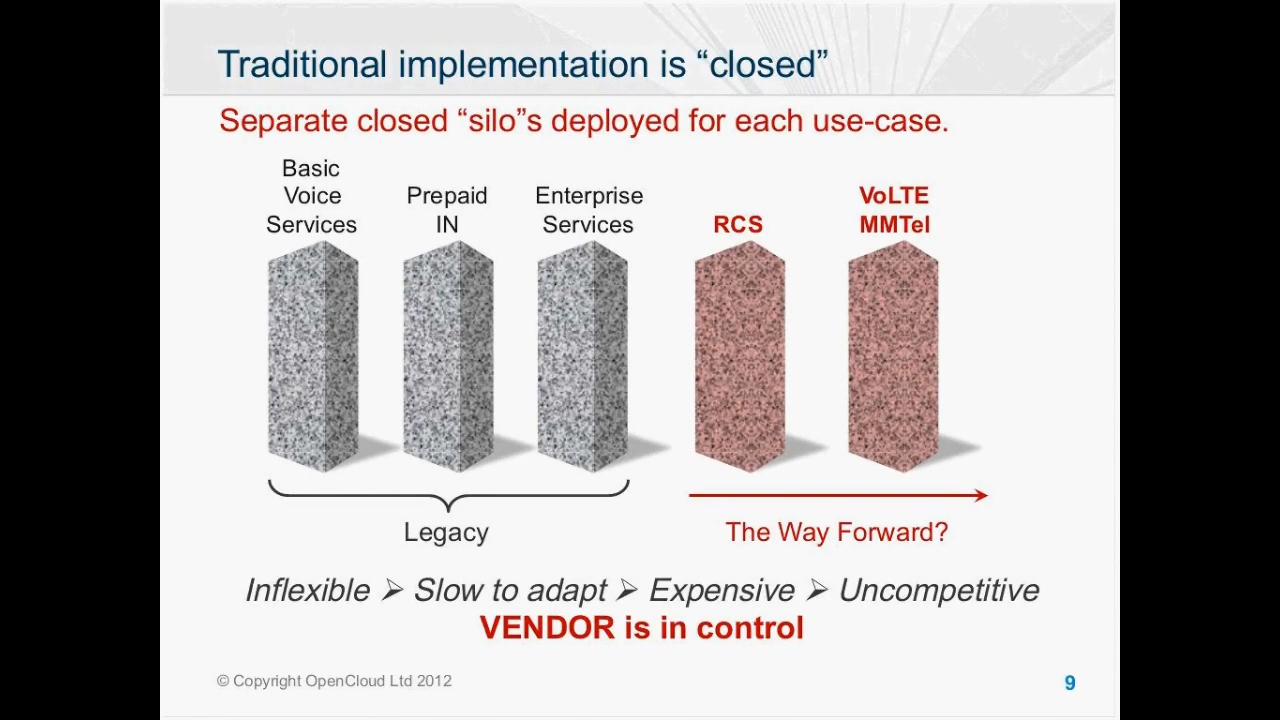 Traditional implementation is “closed”
Separate closed “silo”s deployed for each use-case.
Basic
Voice
Services
Prepaid
IN
Enterprise
Services
RCS
VoLTE
MMTel
Legacy
The Way Forward?
Inflexible ➢ Slow to adapt ➢ Expensive ➢ Uncompetitive
VENDOR is in control
© Copyright OpenCloud Ltd 2012
9